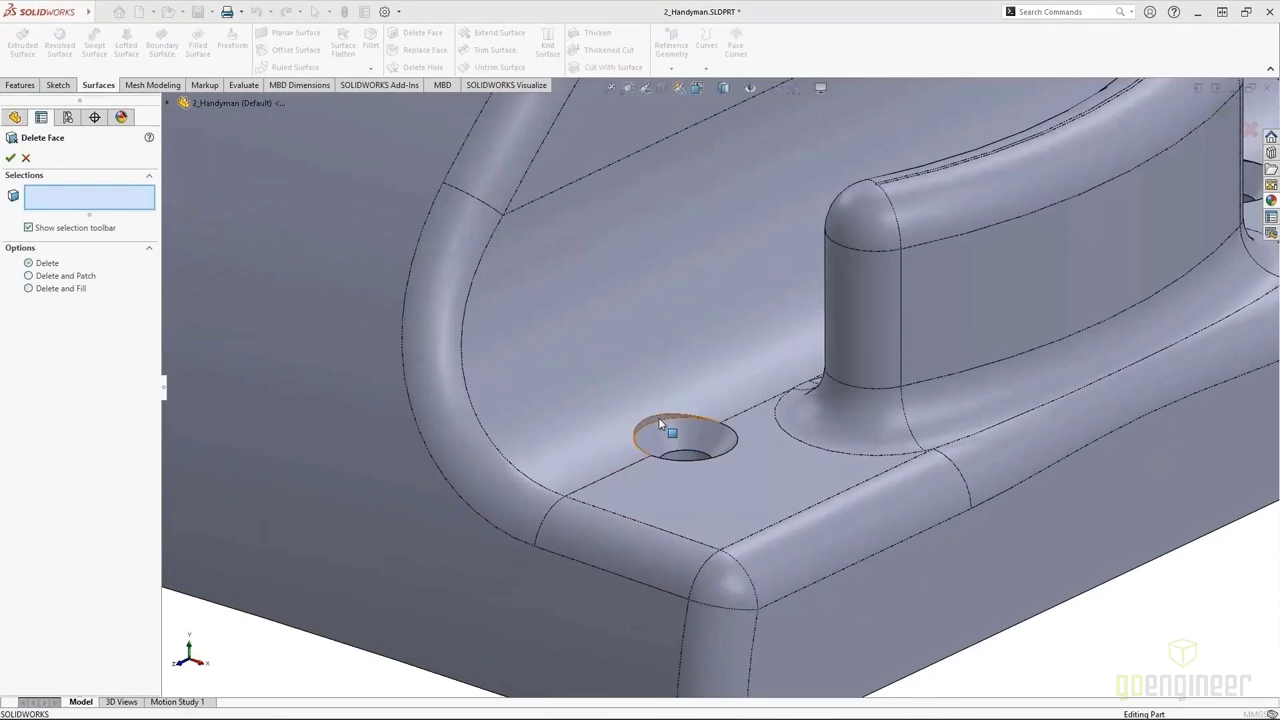 SOLIDWORKS
2_Handyman.SLDPRT *
Search Commands
Extruded Surface
Revolved Surface
Swept Surface
Lofted Surface
Boundary Surface
Filled Surface
Freeform
Planar Surface
Offset Surface
Ruled Surface
Surface Flatten
Fillet
Delete Face
Replace Face
Delete Hole
Extend Surface
Trim Surface
Untrim Surface
Knit Surface
Thicken
Thickened Cut
Cut With Surface
Reference Geometry
Curves
Face Curves
Features
Sketch
Surfaces
Mesh Modeling
Markup
Evaluate
MBD Dimensions
SOLIDWORKS Add-Ins
MBD
SOLIDWORKS Visualize
2_Handyman (Default) <...
Delete Face
Selections
Show selection toolbar
Options
Delete
Delete and Patch
Delete and Fill
Y
Z
X
goengineer
Model
3D Views
Motion Study 1
SOLIDWORKS
Editing Part